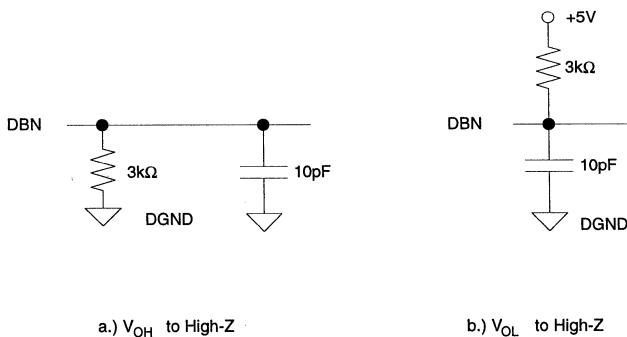 +5V
3kΩ
DBN
3kΩ
10pF
DGND
DBN
10pF
DGND
a.) VOH to High-Z
b.) VOL to High-Z